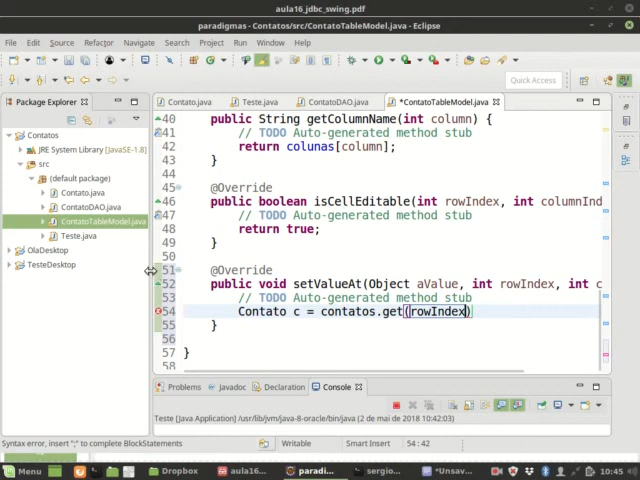 aula16_jdbc_swing.pdf
paradigmas - Contatos/src/ContatoTableModel.java - Eclipse
File Edit Source Refactor Navigate Search Project Run Window Help
Quick Access
Package Explorer
Contatos
JRE System Library [JavaSE-1.8]
src
(default package)
Contato.java
ContatoDAO.java
ContatoTableModel.java
Teste.java
OlaDesktop
TesteDesktop
Contato.java Teste.java ContatoDAO.java *ContatoTableModel.java
40 public String getColumnName(int column) {
41 // TODO Auto-generated method stub
42 return colunas[column];
43 }
44
45 @Override
46 public boolean isCellEditable(int rowIndex, int columnInd
47 // TODO Auto-generated method stub
48 return true;
49 }
50
51 @Override
52 public void setValueAt(Object aValue, int rowIndex, int c
53 // TODO Auto-generated method stub
54 Contato c = contatos.get(rowIndex)
55 }
56
57 }
58
Problems Javadoc Declaration Console
Teste [Java Application] /usr/lib/jvm/java-8-oracle/bin/java (2 de mai de 2018 10:42:03)
Syntax error, insert ";" to complete BlockStatements Writable Smart Insert 54 : 42
Menu Dropbox aula16... paradi... sergio... *Unsav... 10:45